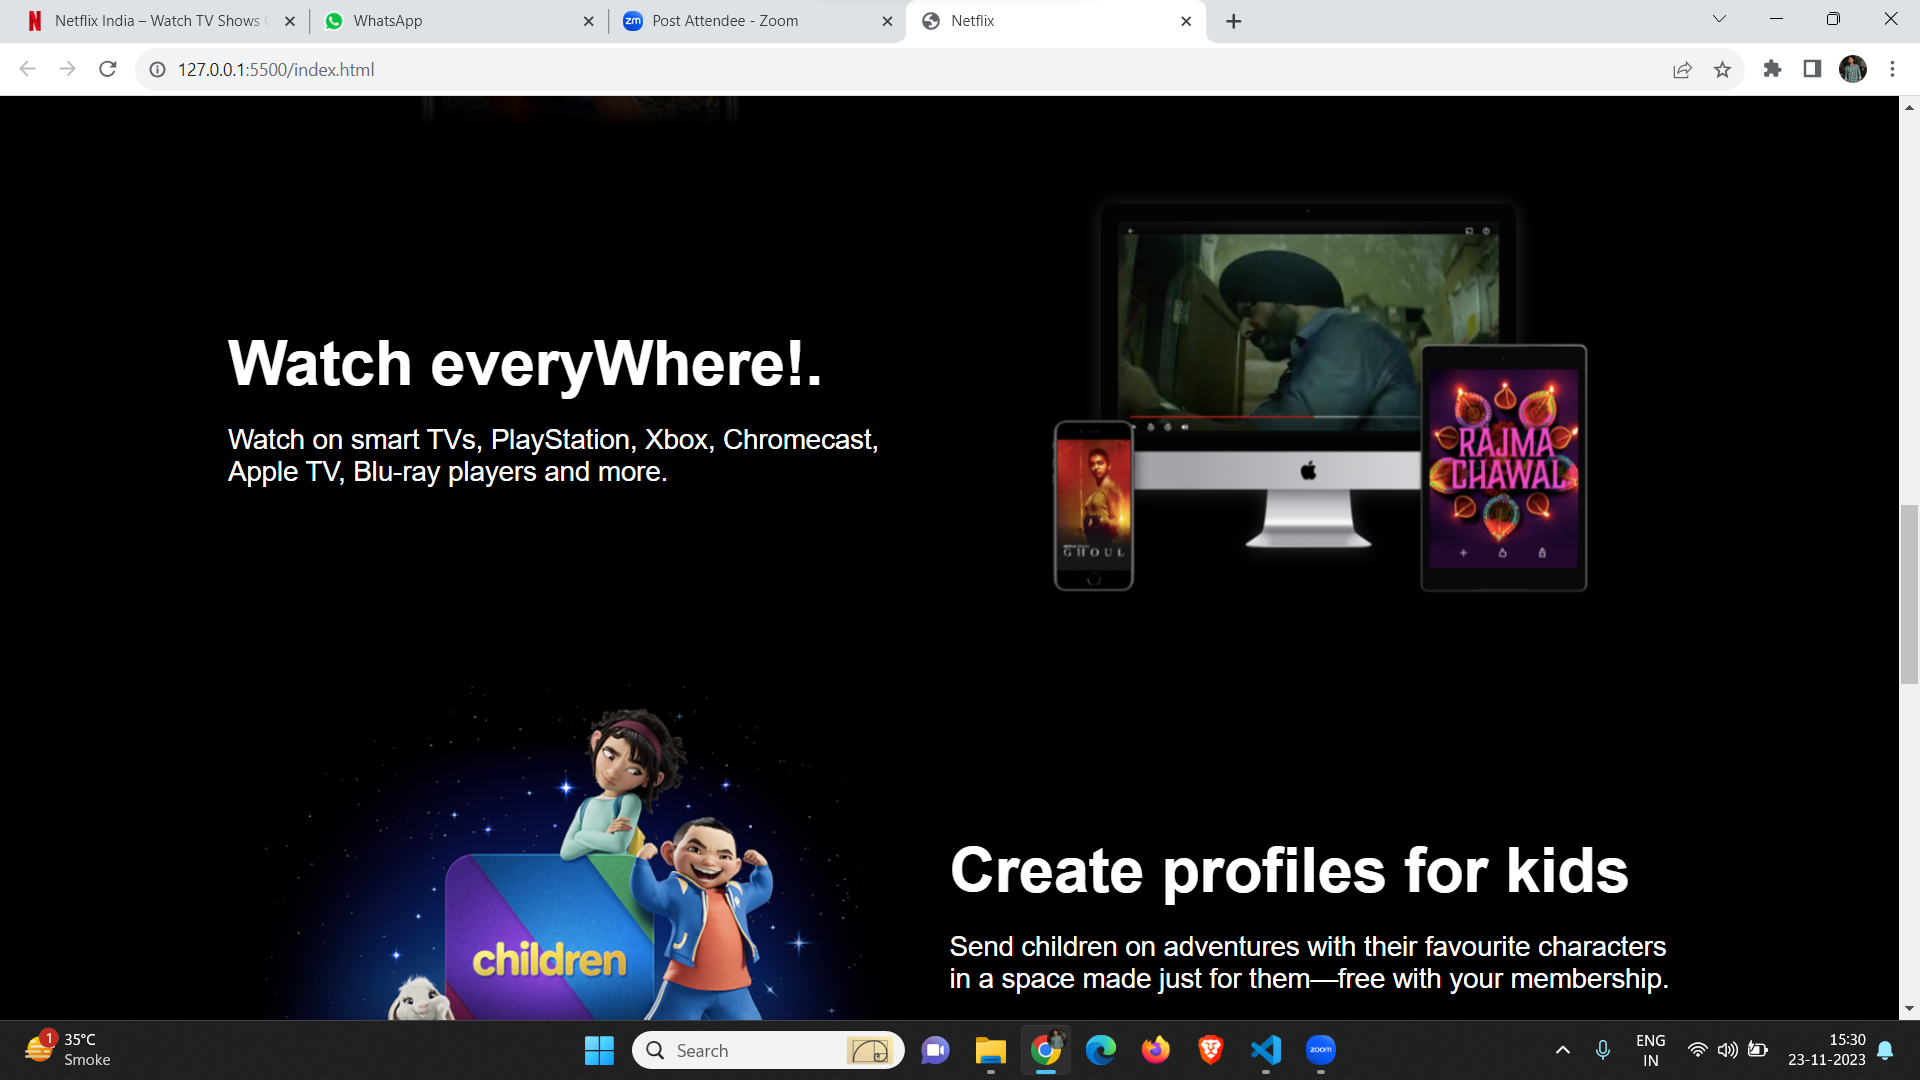 Netflix India – Watch TV Shows
WhatsApp
zm
Post Attendee - Zoom
Netflix
127.0.0.1:5500/index.html
Watch everyWhere!.
Watch on smart TVs, PlayStation, Xbox, Chromecast,
Apple TV, Blu-ray players and more.
RAJMA
CHAWAL
GHOUL
children
Create profiles for kids
Send children on adventures with their favourite characters
in a space made just for them—free with your membership.
1
35°C
Smoke
Search
zoom
ENG
IN
15:30
23-11-2023